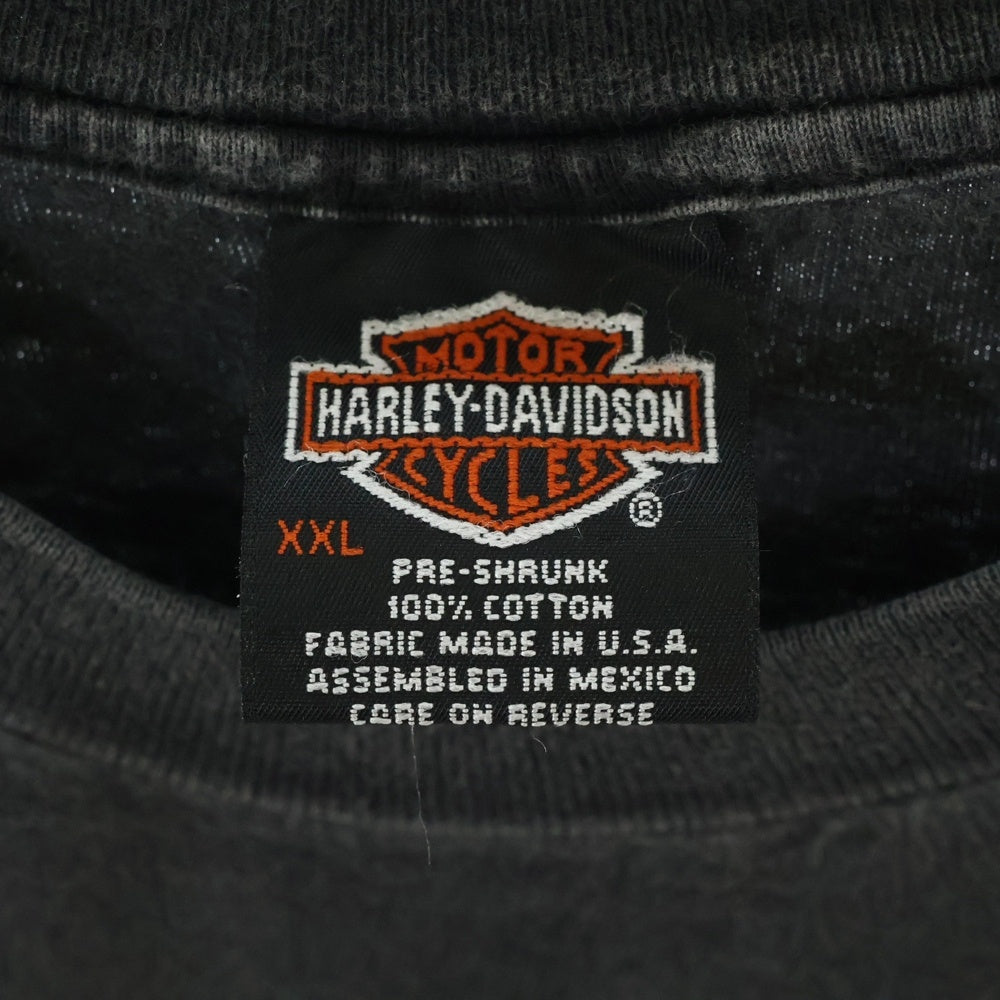 MOTOR
HARLEY-DAVIDSON
CYCLES
®
XXL
PRE-SHRUNK
100% COTTON
FABRIC MADE IN U.S.A.
ASSEMBLED IN MEXICO
CARE ON REVERSE